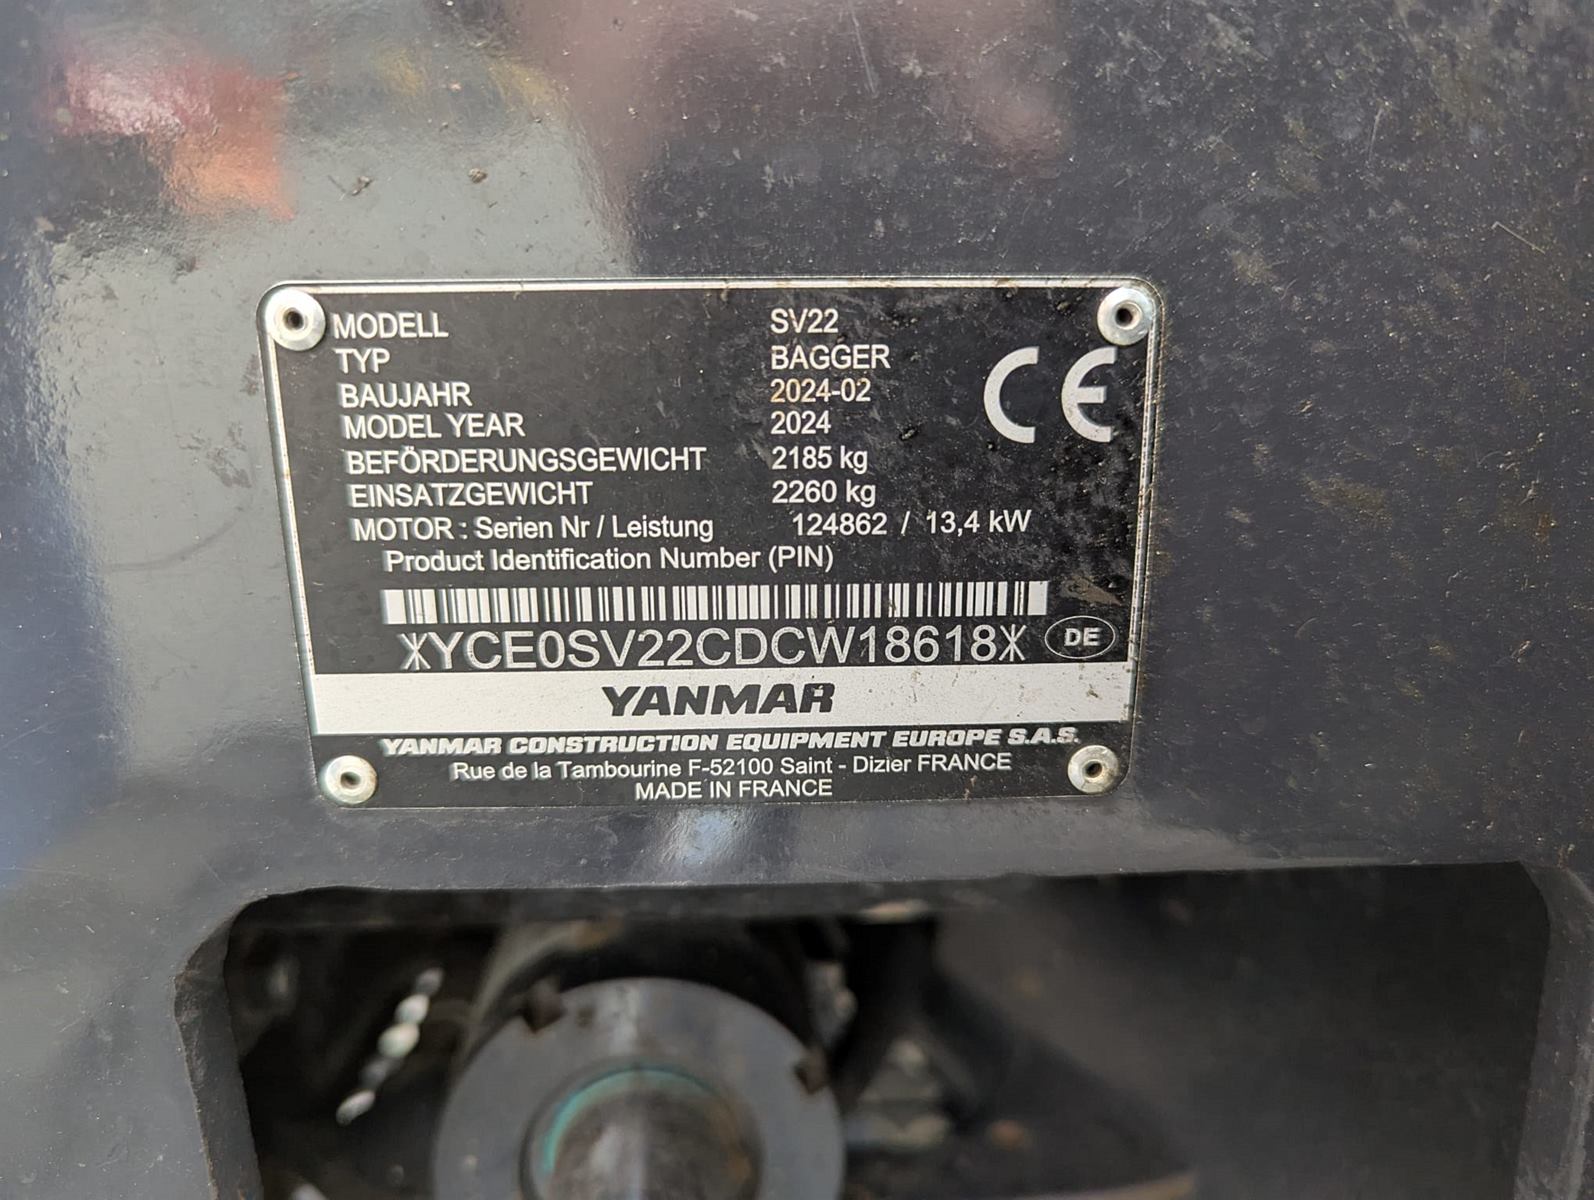 MODELL SV22
TYP BAGGER
BAUJAHR 2024-02
MODEL YEAR 2024
BEFÖRDERUNGSGEWICHT 2185 kg
EINSATZGEWICHT 2260 kg
MOTOR : Serien Nr / Leistung 124862 / 13,4 kW
Product Identification Number (PIN)
YCE0SV22CDCW18618
DE
YANMAR
YANMAR CONSTRUCTION EQUIPMENT EUROPE S.A.S.
Rue de la Tambourine F-52100 Saint - Dizier FRANCE
MADE IN FRANCE
CE